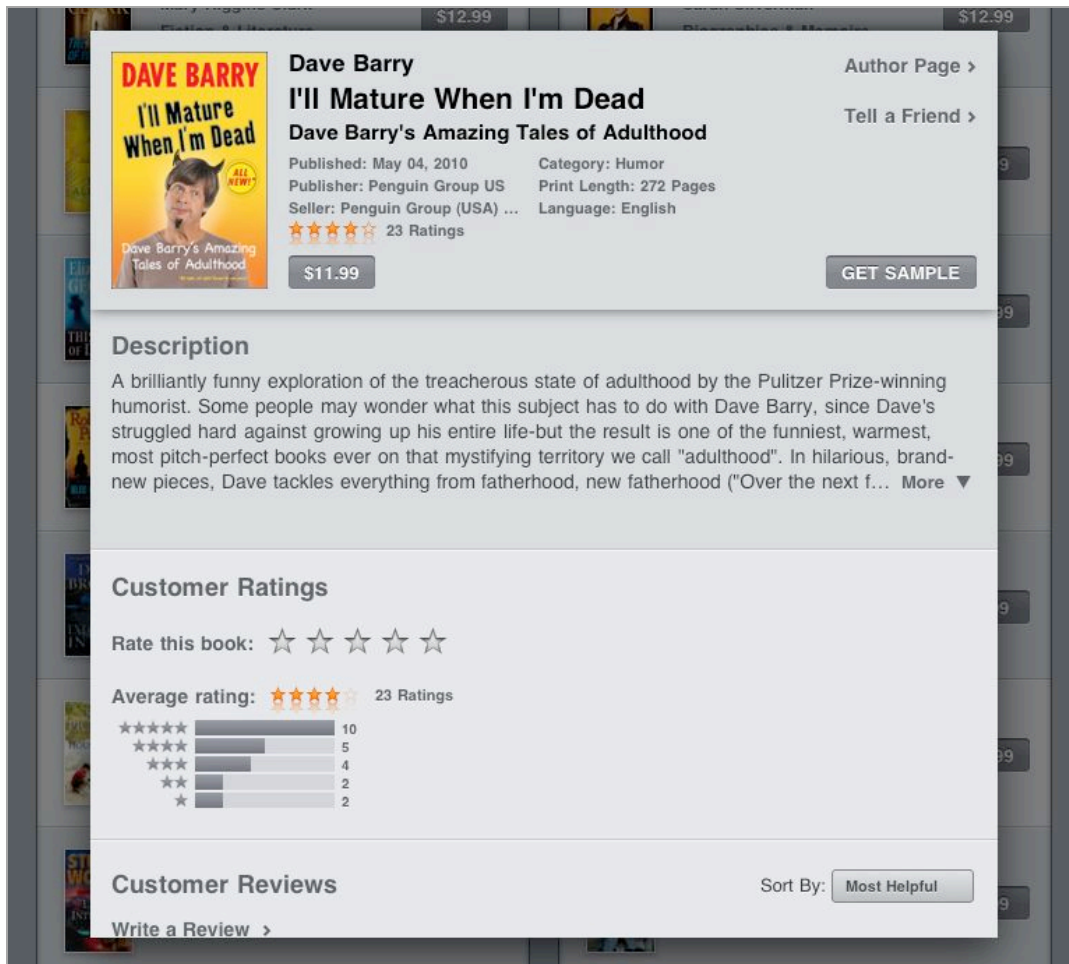 $12.99
$12.99
DAVE BARRY
I'll Mature
When I'm Dead
ALL
NEW!
Dave Barry's Amazing
Tales of Adulthood
Dave Barry
I'll Mature When I'm Dead
Dave Barry's Amazing Tales of Adulthood
Published: May 04, 2010
Category: Humor
Publisher: Penguin Group US
Print Length: 272 Pages
Seller: Penguin Group (USA) ...
Language: English
23 Ratings
$11.99
Author Page >
Tell a Friend >
GET SAMPLE
Description
A brilliantly funny exploration of the treacherous state of adulthood by the Pulitzer Prize-winning
humorist. Some people may wonder what this subject has to do with Dave Barry, since Dave's
struggled hard against growing up his entire life-but the result is one of the funniest, warmest,
most pitch-perfect books ever on that mystifying territory we call "adulthood". In hilarious, brand-
new pieces, Dave tackles everything from fatherhood, new fatherhood ("Over the next f... More ▼
Customer Ratings
Rate this book: ☆ ☆ ☆ ☆ ☆
Average rating: 23 Ratings
★★★★★ 10
★★★★ 5
★★★ 4
★★ 2
★ 2
Customer Reviews
Sort By: Most Helpful
Write a Review >